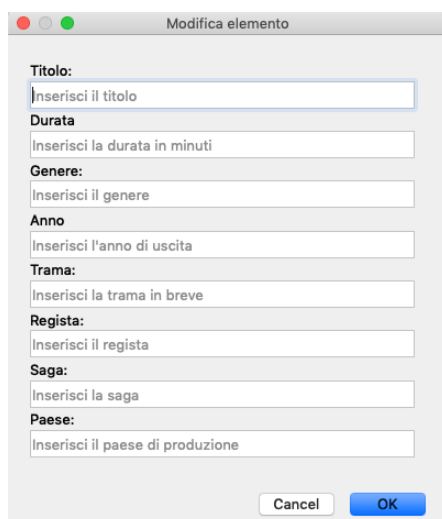 Modifica elemento
Titolo:
Inserisci il titolo
Durata
Inserisci la durata in minuti
Genere:
Inserisci il genere
Anno
Inserisci l'anno di uscita
Trama:
Inserisci la trama in breve
Regista:
Inserisci il regista
Saga:
Inserisci la saga
Paese:
Inserisci il paese di produzione
Cancel OK